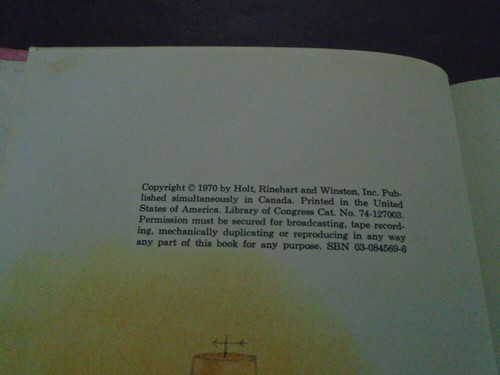 Copyright © 1970 by Holt, Rinehart and Winston, Inc. Pub-
lished simultaneously in Canada. Printed in the United
States of America. Library of Congress Cat. No. 74-127003.
Permission must be secured for broadcasting, tape record-
ing, mechanically duplicating or reproducing in any way
any part of this book for any purpose. SBN 03-084569-6